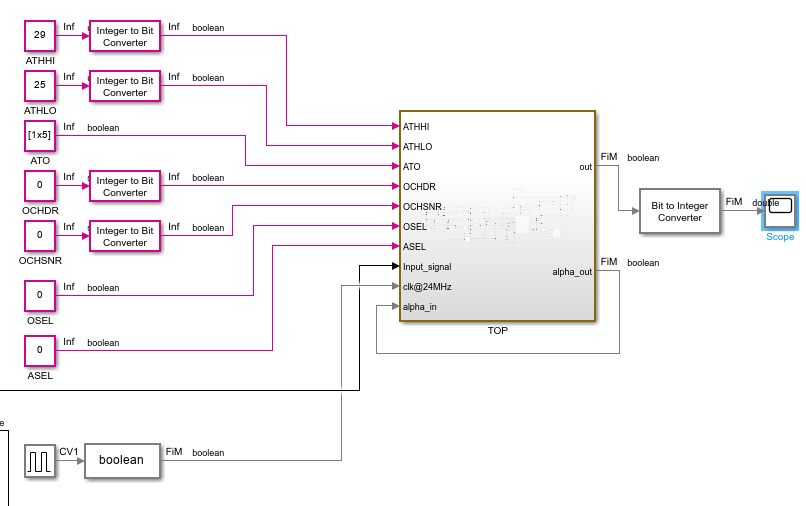 29
Inf
Integer to Bit
Converter
Inf boolean
ATHHI
25
Inf
Integer to Bit
Converter
Inf boolean
ATHLO
[1x5]
Inf boolean
ATO
0
Inf
Integer to Bit
Converter
Inf boolean
OCHDR
0
Inf
Integer to Bit
Converter
Inf boolean
OCHSNR
0
Inf boolean
OSEL
0
Inf boolean
ASEL
ATHHI
ATHLO
ATO
OCHDR
OCHSNR
OSEL
ASEL
Input_signal
clk@24MHz
alpha_in
out
alpha_out
TOP
FiM boolean
FiM boolean
Bit to Integer
Converter
FiM double
Scope
e
CV1
boolean
FiM boolean